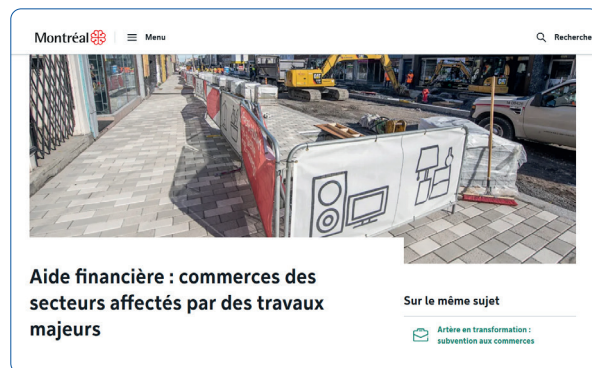 Montréal
Menu
Recherche
Aide financière : commerces des
secteurs affectés par des travaux
majeurs
Sur le même sujet
Artère en transformation :
subvention aux commerces